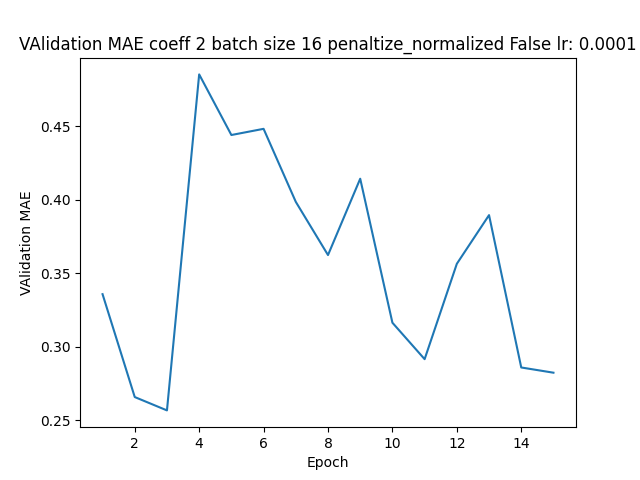 VAlidation MAE coeff 2 batch size 16 penaltize_normalized False lr: 0.0001
0.45
0.40
0.35
0.30
0.25
VAlidation MAE
2 4 6 8 10 12 14
Epoch